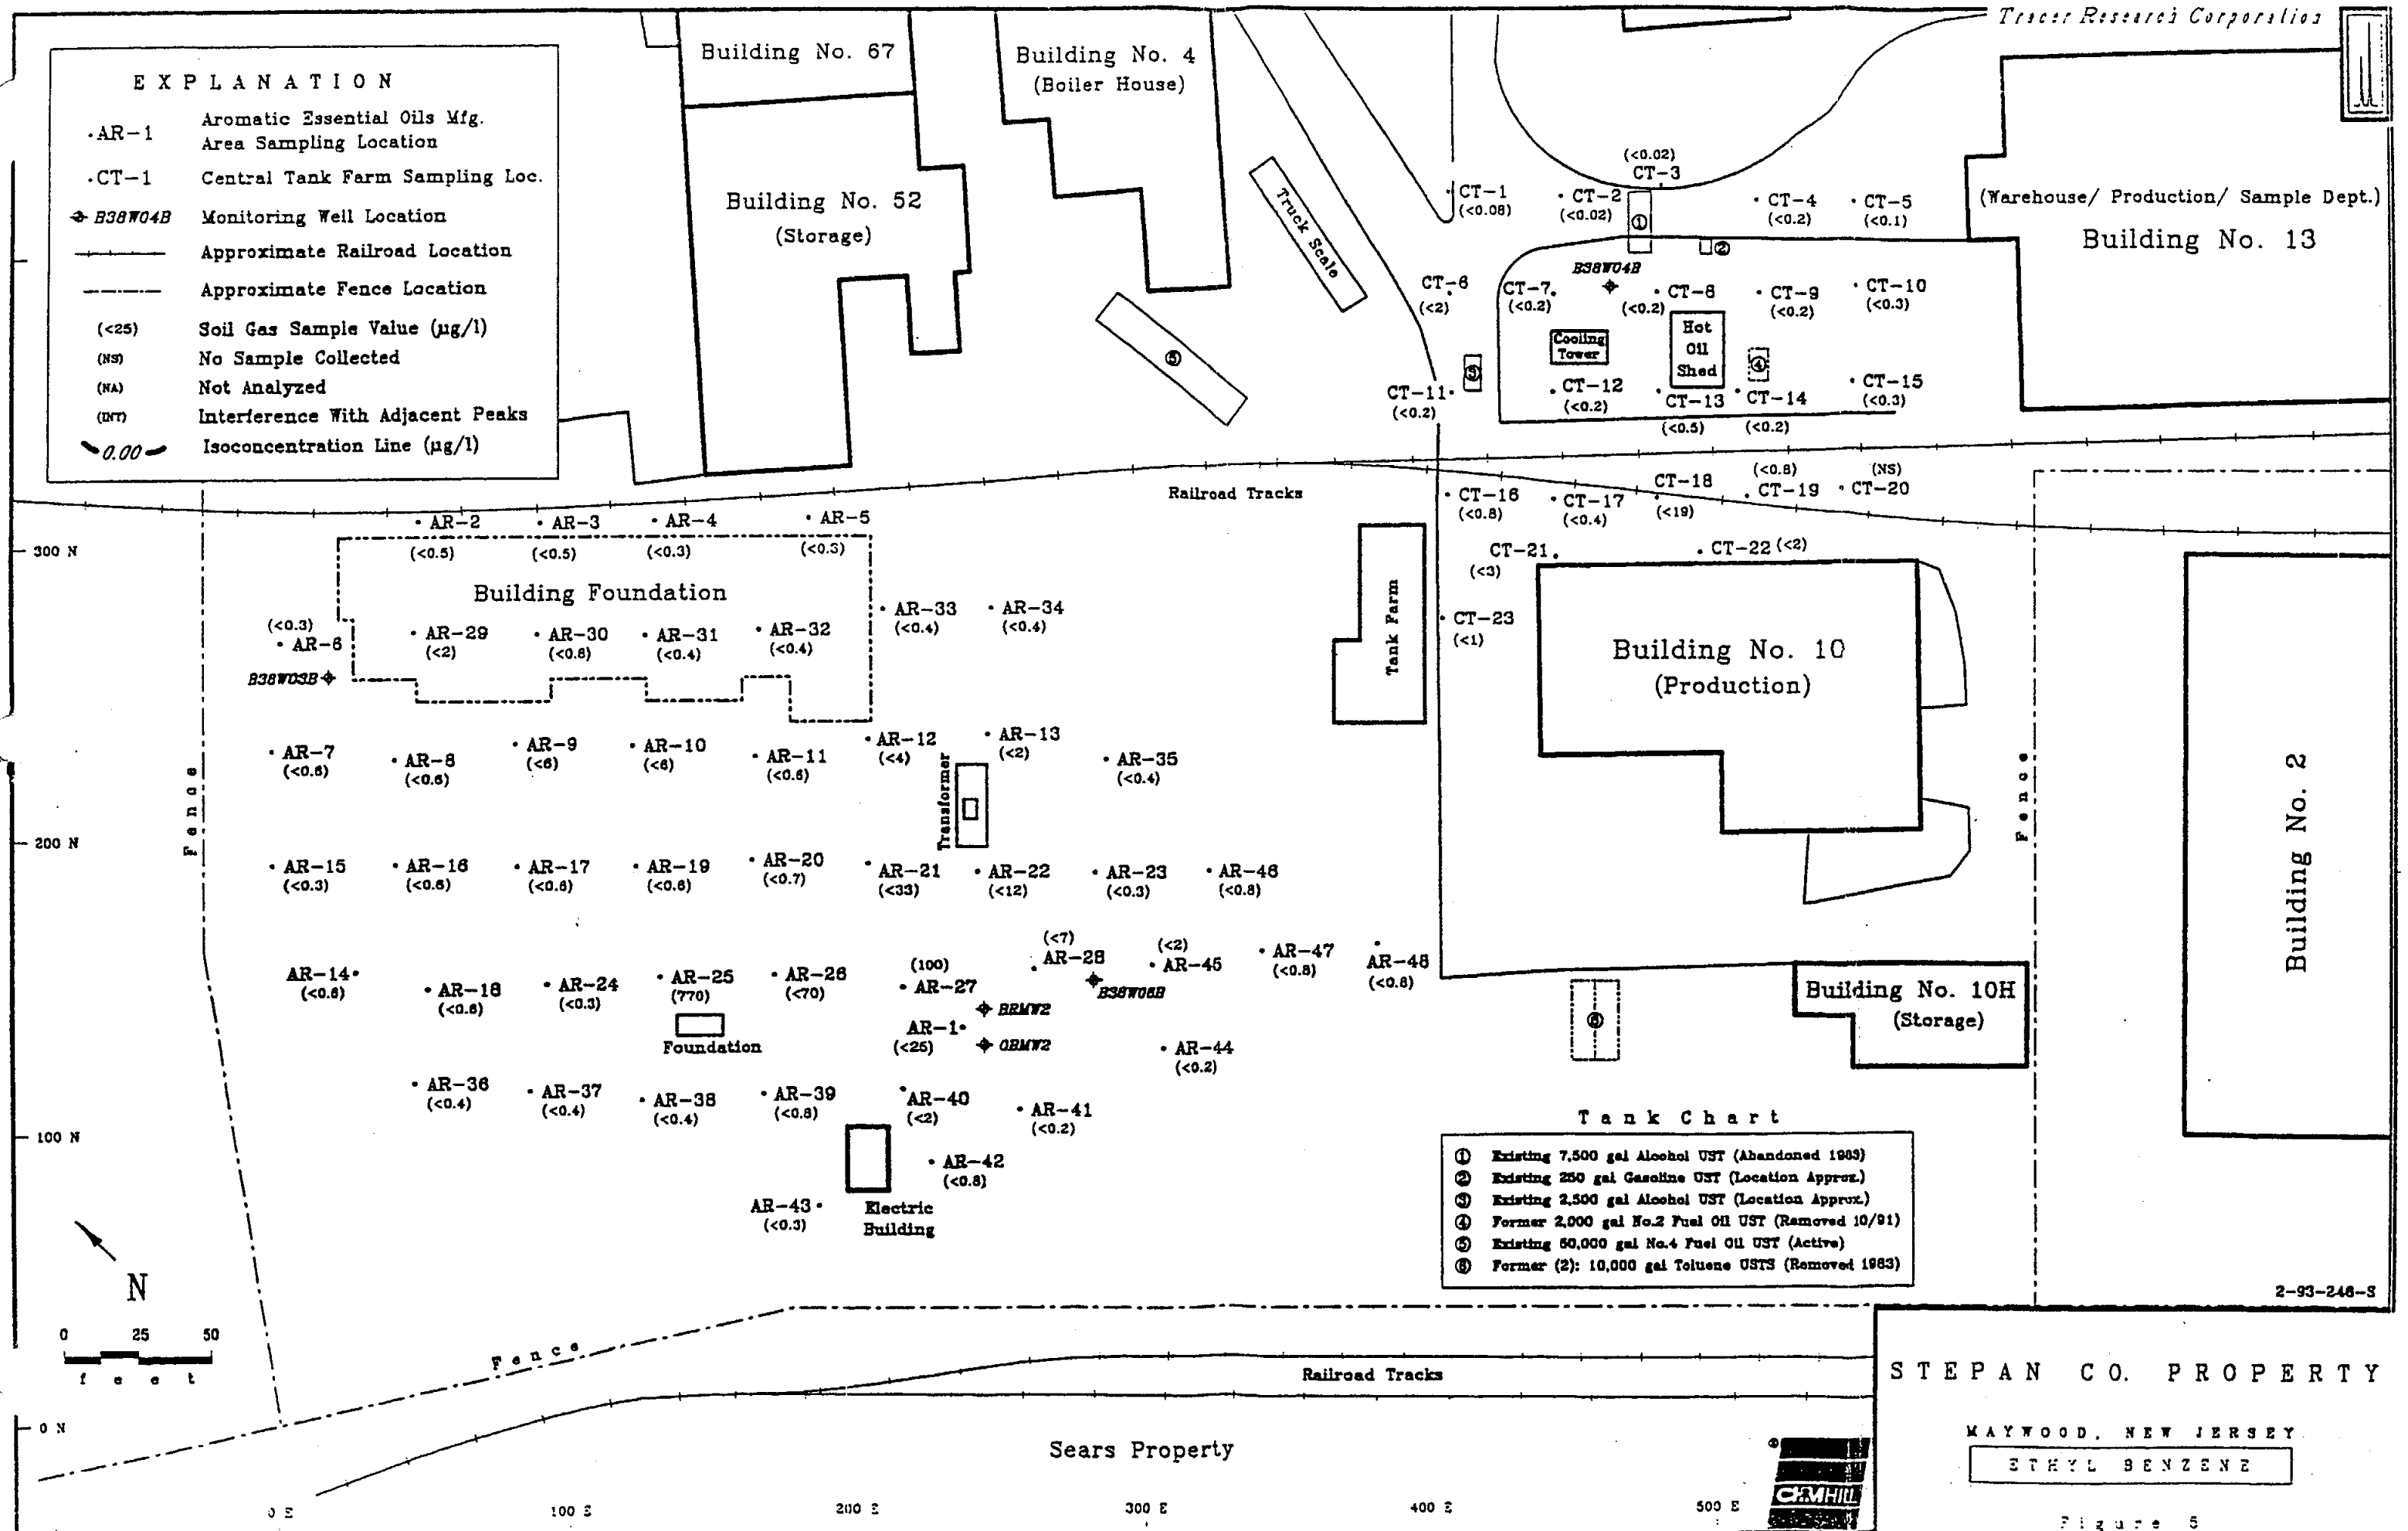 Tracer Research Corporation
EXPLANATION
AR-1 Aromatic Essential Oils Mfg.
Area Sampling Location
CT-1 Central Tank Farm Sampling Loc.
B38W04B Monitoring Well Location
Approximate Railroad Location
Approximate Fence Location
(<25) Soil Gas Sample Value (µg/l)
(NS) No Sample Collected
(NA) Not Analyzed
(INT) Interference With Adjacent Peaks
0.00 Isoconcentration Line (µg/l)
Building No. 67
Building No. 4
(Boiler House)
Building No. 52
(Storage)
Truck Scale
⑤
(<0.02)
CT-3
CT-1
(<0.08)
CT-2
(<0.02)
①
CT-4
(<0.2)
CT-5
(<0.1)
②
(Warehouse/ Production/ Sample Dept.)
Building No. 13
B38W04B
CT-6
(<2)
CT-7
(<0.2)
CT-8
(<0.2)
CT-9
(<0.2)
CT-10
(<0.3)
Cooling
Tower
Hot
Oil
Shed
③
④
CT-11
(<0.2)
CT-12
(<0.2)
CT-13
(<0.5)
CT-14
(<0.2)
CT-15
(<0.3)
Railroad Tracks
CT-16
(<0.8)
CT-17
(<0.4)
CT-18
(<19)
(<0.8)
CT-19
(NS)
CT-20
CT-21
(<3)
CT-22 (<2)
CT-23
(<1)
300 N
AR-2
(<0.5)
AR-3
(<0.5)
AR-4
(<0.3)
AR-5
(<0.3)
Building Foundation
(<0.3)
AR-6
B38W03B
AR-29
(<2)
AR-30
(<0.8)
AR-31
(<0.4)
AR-32
(<0.4)
AR-33
(<0.4)
AR-34
(<0.4)
Tank Farm
Building No. 10
(Production)
Fence
AR-7
(<0.6)
AR-8
(<0.6)
AR-9
(<6)
AR-10
(<6)
AR-11
(<0.6)
AR-12
(<4)
AR-13
(<2)
AR-35
(<0.4)
Transformer
Fence
Building No. 2
200 N
AR-15
(<0.3)
AR-16
(<0.6)
AR-17
(<0.6)
AR-19
(<0.6)
AR-20
(<0.7)
AR-21
(<33)
AR-22
(<12)
AR-23
(<0.3)
AR-46
(<0.8)
AR-14
(<0.6)
AR-18
(<0.6)
AR-24
(<0.3)
AR-25
(770)
AR-26
(<70)
(100)
AR-27
(<7)
AR-28
(<2)
AR-45
AR-47
(<0.8)
AR-48
(<0.8)
B38W06B
BRMW2
AR-1
(<25)
OBMW2
Foundation
⑥
Building No. 10H
(Storage)
AR-44
(<0.2)
100 N
AR-36
(<0.4)
AR-37
(<0.4)
AR-38
(<0.4)
AR-39
(<0.8)
AR-40
(<2)
AR-41
(<0.2)
AR-42
(<0.8)
AR-43
(<0.3)
Electric
Building
Tank Chart
① Existing 7,500 gal Alcohol UST (Abandoned 1983)
② Existing 250 gal Gasoline UST (Location Approx.)
③ Existing 2,500 gal Alcohol UST (Location Approx.)
④ Former 2,000 gal No.2 Fuel Oil UST (Removed 10/91)
⑤ Existing 60,000 gal No.4 Fuel Oil UST (Active)
⑥ Former (2): 10,000 gal Toluene USTS (Removed 1983)
2-93-246-S
N
0 25 50
feet
Fence
Railroad Tracks
0 N
Sears Property
0 E
100 E
200 E
300 E
400 E
500 E
CH2M HILL
STEPAN CO. PROPERTY
MAYWOOD, NEW JERSEY
ETHYL BENZENE
Figure 5